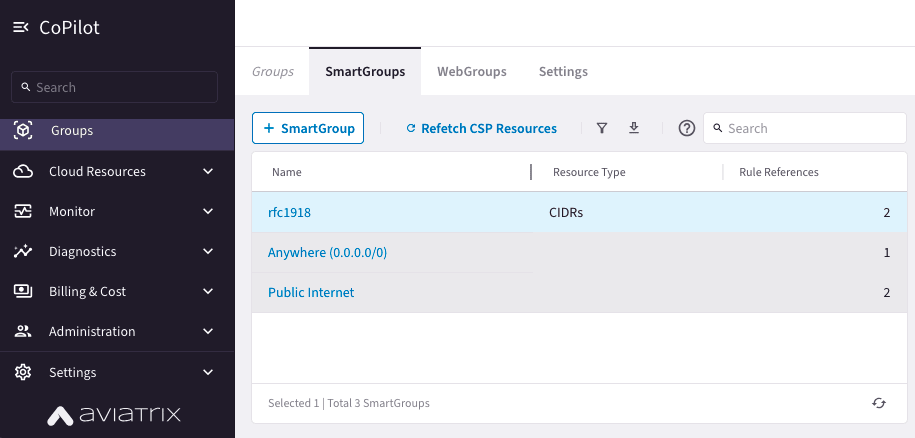 CoPilot
Search
Groups
Cloud Resources
Monitor
Diagnostics
Billing & Cost
Administration
Settings
aviatrix
Groups SmartGroups WebGroups Settings
+ SmartGroup Refetch CSP Resources Search
Name Resource Type Rule References
rfc1918 CIDRs 2
Anywhere (0.0.0.0/0) 1
Public Internet 2
Selected 1 | Total 3 SmartGroups